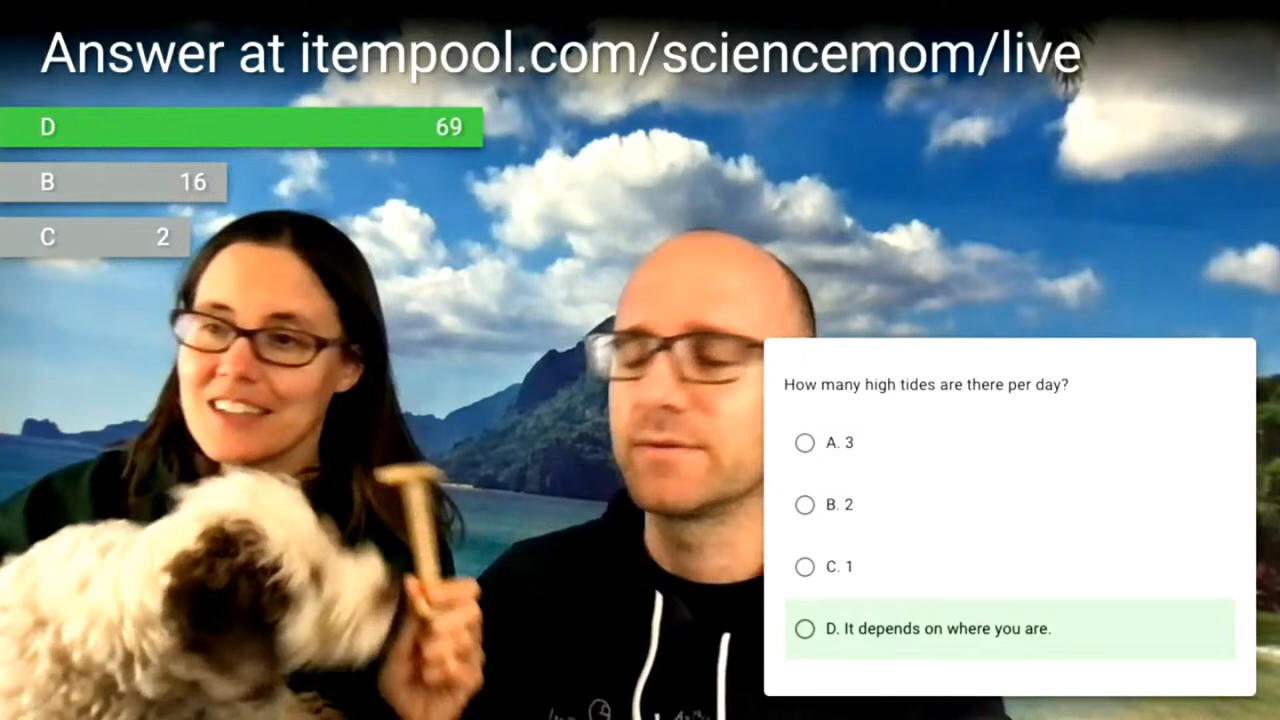 Answer at itempool.com/sciencemom/live
D 69
B 16
C 2
How many high tides are there per day?
A. 3
B. 2
C. 1
D. It depends on where you are.